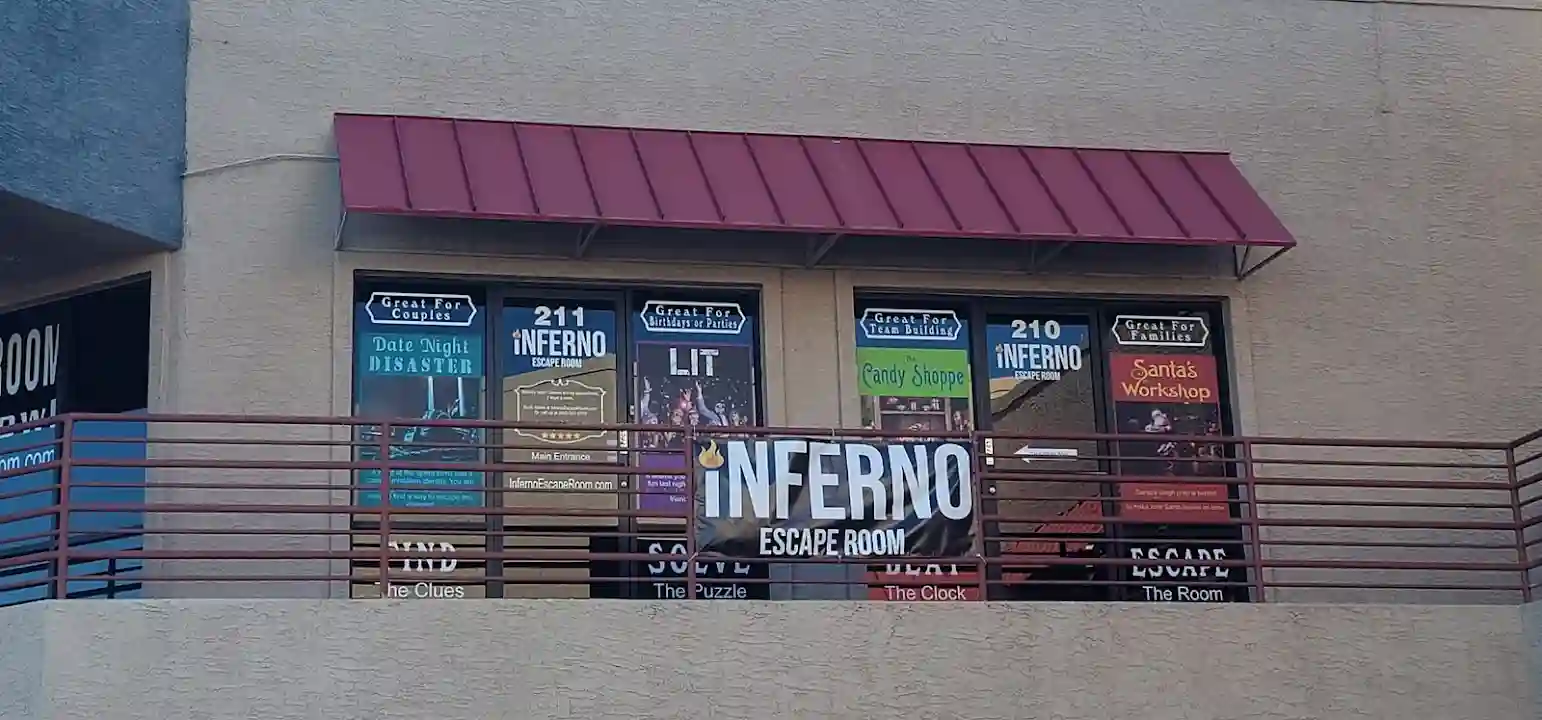 ROOM
om.com
Great For
Couples
Date Night
DISASTER
FIND
The Clues
211
INFERNO
ESCAPE ROOM
Main Entrance
InfernoEscapeRoom.com
Great For
Birthdays or Parties
LIT
SOLVE
The Puzzle
INFERNO
ESCAPE ROOM
Great For
Team Building
The
Candy Shoppe
BEAT
The Clock
210
INFERNO
ESCAPE ROOM
Great For
Families
Santa's
Workshop
ESCAPE
The Room